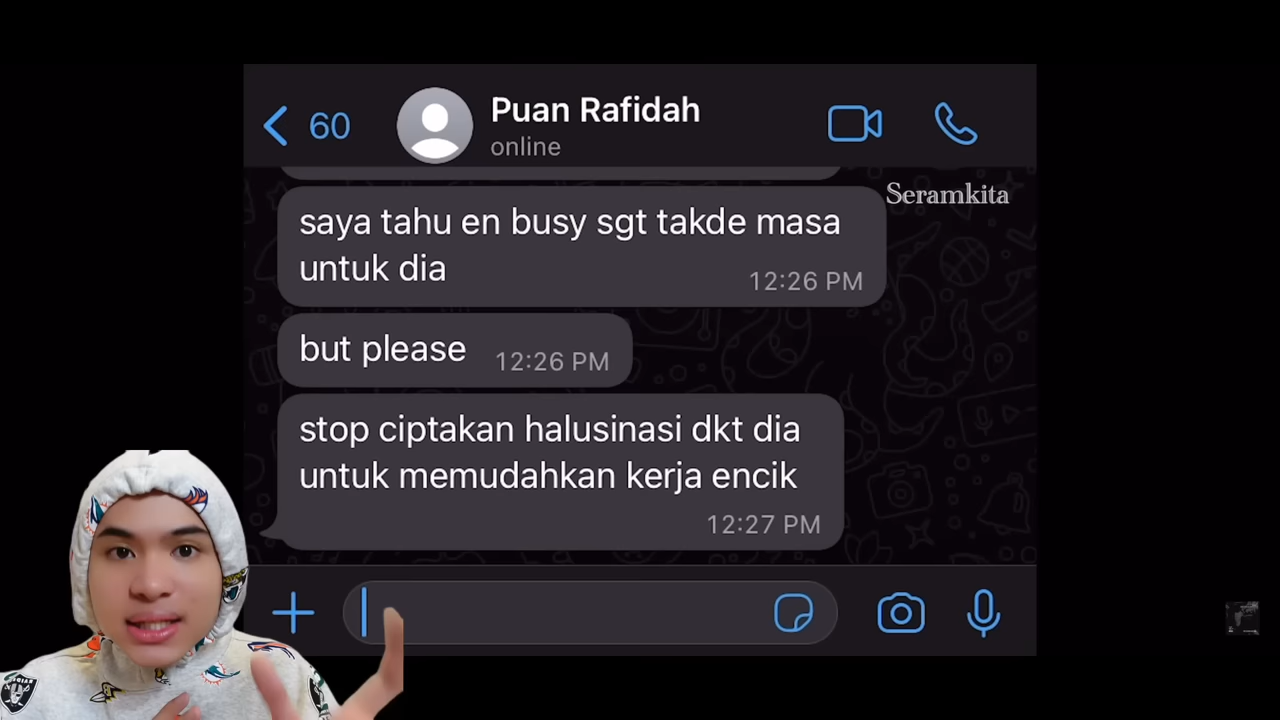 60
Puan Rafidah
online
Seramkita
saya tahu en busy sgt takde masa
untuk dia
12:26 PM
but please
12:26 PM
stop ciptakan halusinasi dkt dia
untuk memudahkan kerja encik
12:27 PM